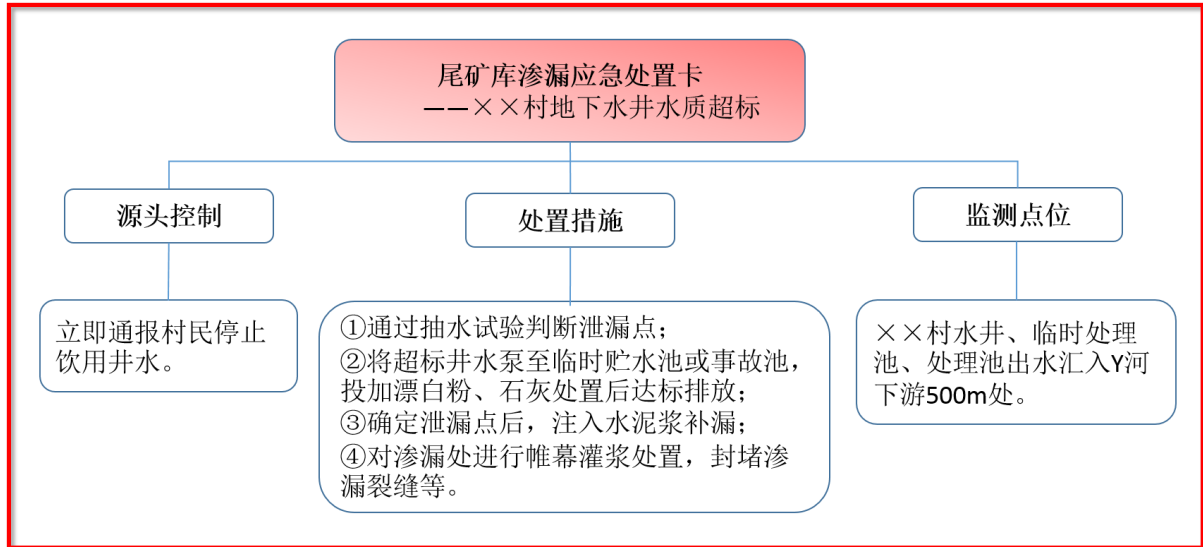 尾矿库渗漏应急处置卡
——××村地下水井水质超标
源头控制
处置措施
监测点位
立即通报村民停止
饮用井水。
①通过抽水试验判断泄漏点；
②将超标井水泵至临时贮水池或事故池，
投加漂白粉、石灰处置后达标排放；
③确定泄漏点后，注入水泥浆补漏；
④对渗漏处进行帷幕灌浆处置，封堵渗
漏裂缝等。
××村水井、临时处理
池、处理池出水汇入Y河
下游500m处。